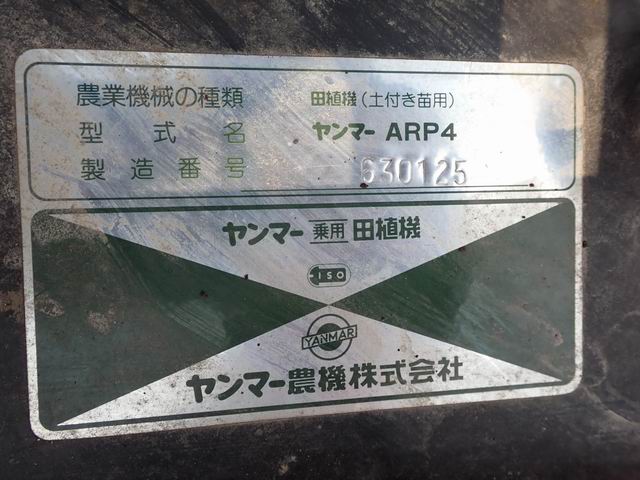 農業機械の種類 田植機(土付き苗用)
型式名 ヤンマー ARP4
製造番号 630125
ヤンマー乗用田植機
ISO
YANMAR
ヤンマー農機株式会社